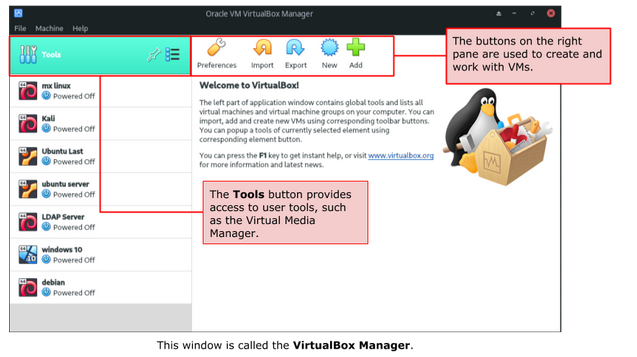 Oracle VM VirtualBox Manager
File Machine Help
Tools
Preferences Import Export New Add
The buttons on the right
pane are used to create and
work with VMs.
mx linux
Powered Off
Kali
Powered Off
Ubuntu Last
Powered Off
ubuntu server
Powered Off
LDAP Server
Powered Off
windows 10
Powered Off
debian
Powered Off
Welcome to VirtualBox!
The left part of application window contains global tools and lists all
virtual machines and virtual machine groups on your computer. You can
import, add and create new VMs using corresponding toolbar buttons.
You can popup a tools of currently selected element using
corresponding element button.
You can press the F1 key to get instant help, or visit www.virtualbox.org
for more information and latest news.
The Tools button provides
access to user tools, such
as the Virtual Media
Manager.
This window is called the VirtualBox Manager.